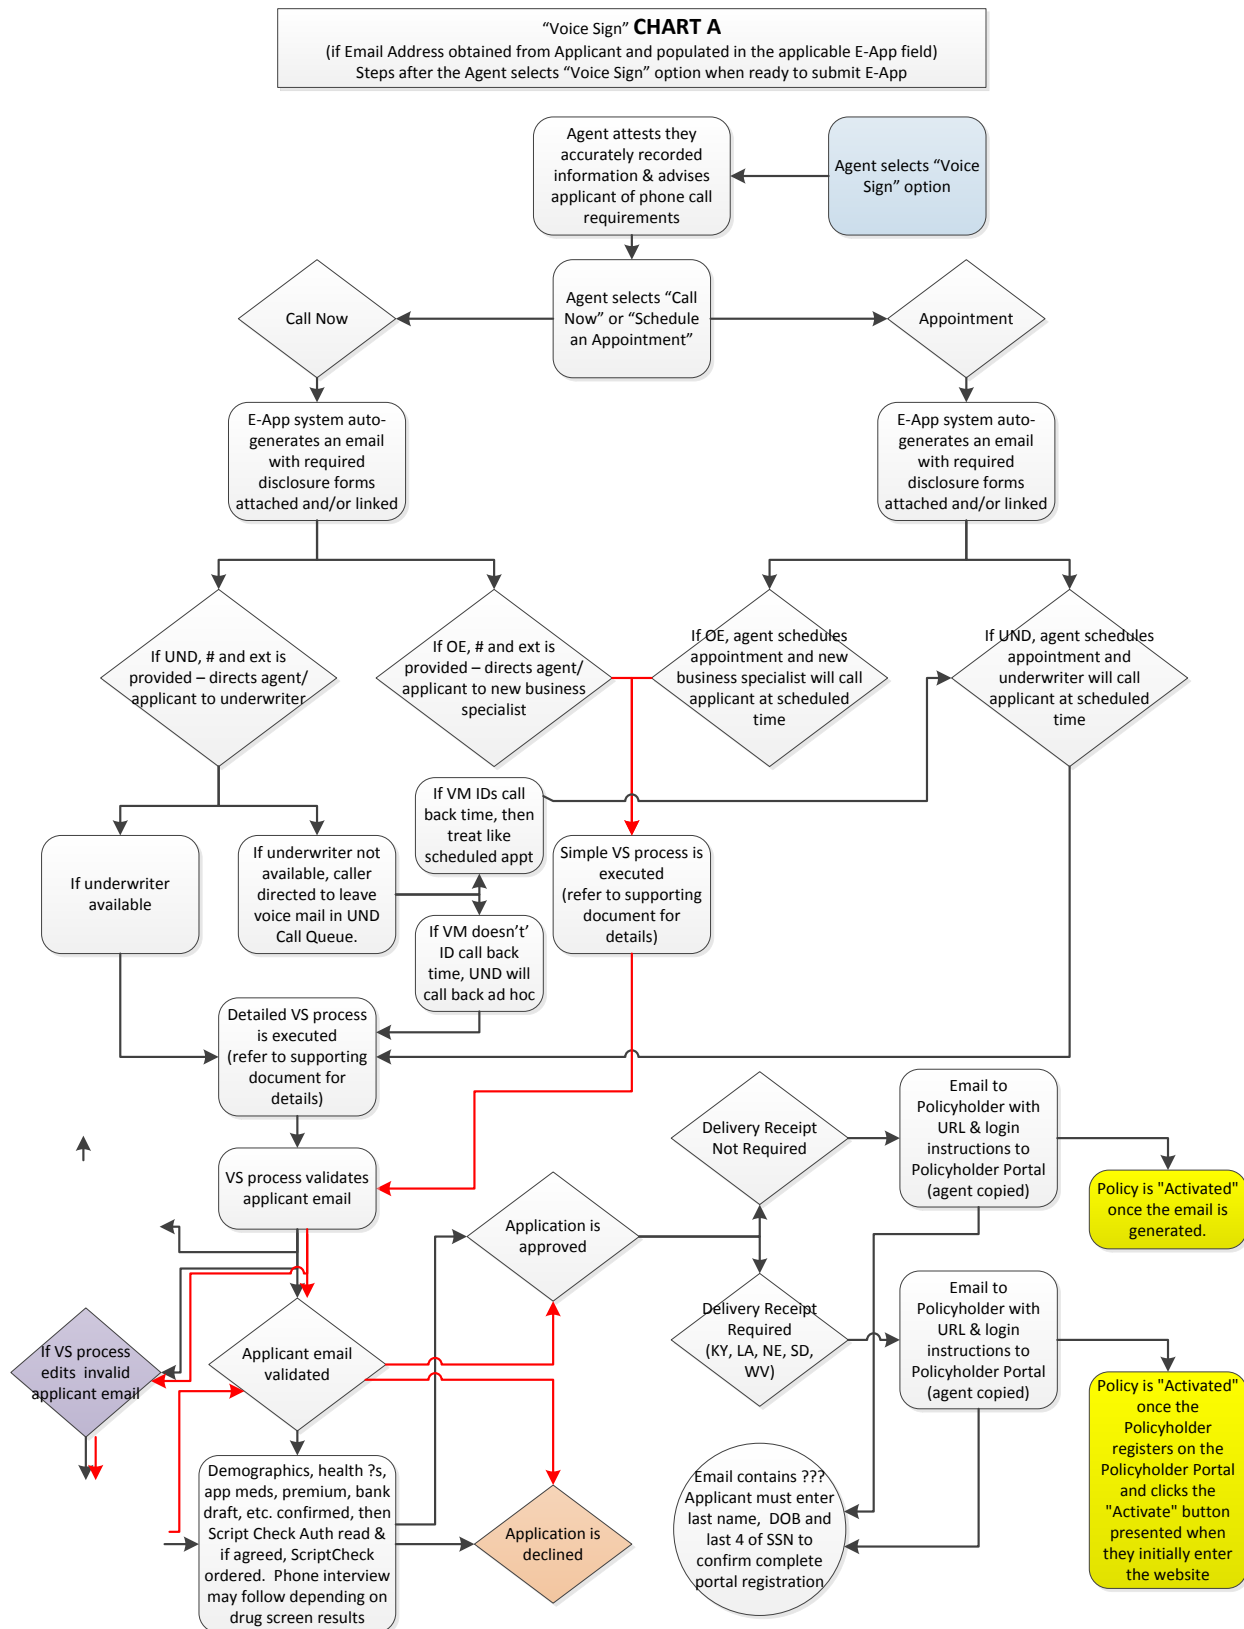 “Voice Sign” CHART A
(if Email Address obtained from Applicant and populated in the applicable E-App field)
Steps after the Agent selects “Voice Sign” option when ready to submit E-App
Agent attests they
accurately recorded
information & advises
applicant of phone call
requirements
Agent selects “Voice
Sign” option
Call Now
Agent selects “Call
Now” or “Schedule
an Appointment”
Appointment
E-App system auto-
generates an email
with required
disclosure forms
attached and/or linked
E-App system auto-
generates an email
with required
disclosure forms
attached and/or linked
If UND, # and ext is
provided – directs agent/
applicant to underwriter
If OE, # and ext is
provided – directs agent/
applicant to new business
specialist
If OE, agent schedules
appointment and new
business specialist will call
applicant at scheduled
time
If UND, agent schedules
appointment and
underwriter will call
applicant at scheduled
time
If underwriter
available
If underwriter not
available, caller
directed to leave
voice mail in UND
Call Queue.
If VM IDs call
back time, then
treat like
scheduled appt
If VM doesn’t’
ID call back
time, UND will
call back ad hoc
Simple VS process is
executed
(refer to supporting
document for
details)
Detailed VS process
is executed
(refer to supporting
document for
details)
VS process validates
applicant email
Delivery Receipt
Not Required
Email to
Policyholder with
URL & login
instructions to
Policyholder Portal
(agent copied)
Policy is "Activated"
once the email is
generated.
Application is
approved
If VS process
edits  invalid
applicant email
Applicant email
validated
Delivery Receipt
Required
(KY, LA, NE, SD,
WV)
Email to
Policyholder with
URL & login
instructions to
Policyholder Portal
(agent copied)
Policy is "Activated"
once the
Policyholder
registers on the
Policyholder Portal
and clicks the
"Activate" button
presented when
they initially enter
the website
Demographics, health ?s,
app meds, premium, bank
draft, etc. confirmed, then
Script Check Auth read &
if agreed, ScriptCheck
ordered.  Phone interview
may follow depending on
drug screen results
Application is
declined
Email contains ???
Applicant must enter
last name,  DOB and
last 4 of SSN to
confirm complete
portal registration